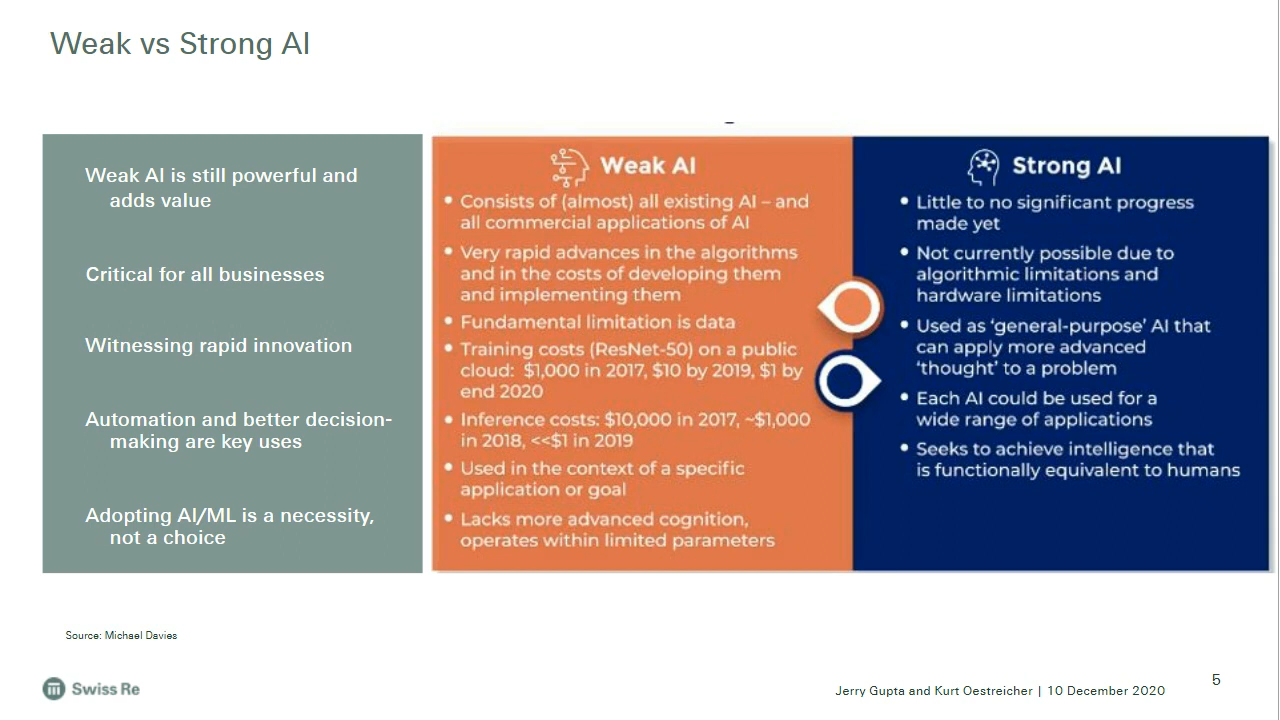 Weak vs Strong AI
Weak AI is still powerful and
adds value
Critical for all businesses
Witnessing rapid innovation
Automation and better decision-
making are key uses
Adopting AI/ML is a necessity,
not a choice
Weak AI
• Consists of (almost) all existing AI – and
all commercial applications of AI
• Very rapid advances in the algorithms
and in the costs of developing them
and implementing them
• Fundamental limitation is data
• Training costs (ResNet-50) on a public
cloud: $1,000 in 2017, $10 by 2019, $1 by
end 2020
• Inference costs: $10,000 in 2017, ~$1,000
in 2018, <<$1 in 2019
• Used in the context of a specific
application or goal
• Lacks more advanced cognition,
operates within limited parameters
Strong AI
• Little to no significant progress
made yet
• Not currently possible due to
algorithmic limitations and
hardware limitations
• Used as ‘general-purpose’ AI that
can apply more advanced
‘thought’ to a problem
• Each AI could be used for a
wide range of applications
• Seeks to achieve intelligence that
is functionally equivalent to humans
Source: Michael Davies
Swiss Re
Jerry Gupta and Kurt Oestreicher | 10 December 2020
5